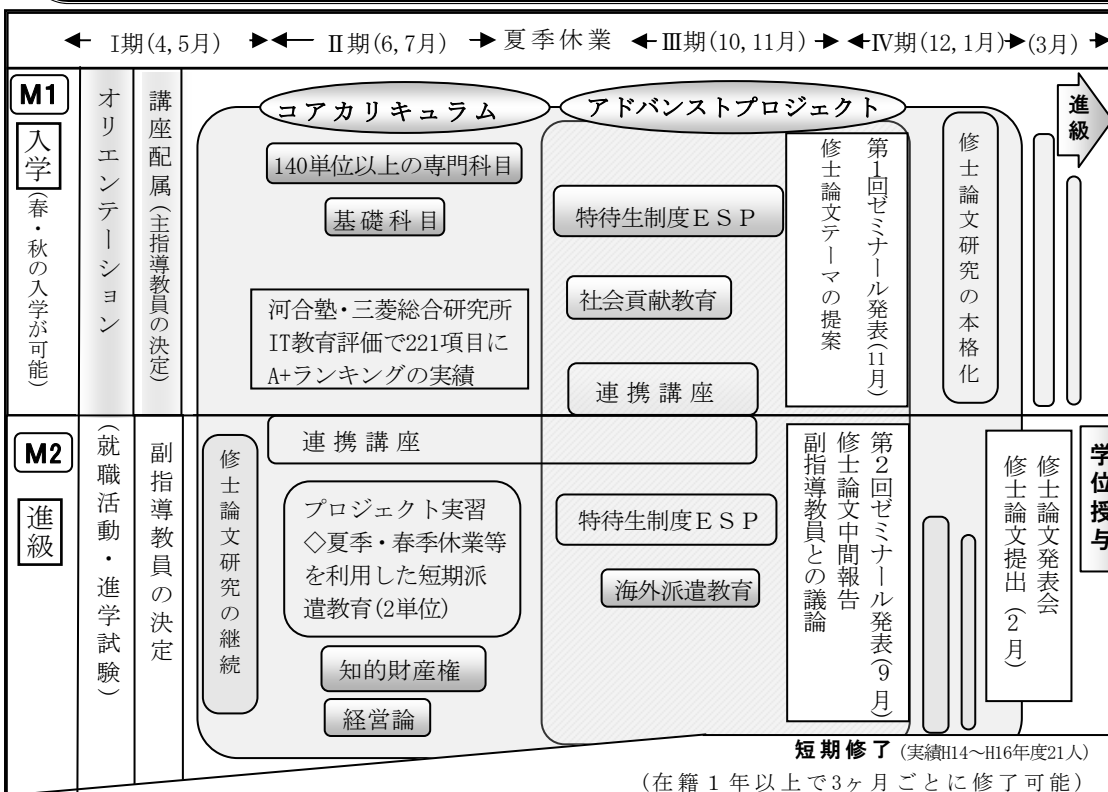 Ⅰ期(4,5月)
Ⅱ期(6,7月)
夏季休業
Ⅲ期(10,11月)
Ⅳ期(12,1月)
(3月)
M1
入学
(春・秋の入学が可能)
オリエンテーション
講座配属(主指導教員の決定)
コアカリキュラム
140単位以上の専門科目
基礎科目
河合塾・三菱総合研究所
IT教育評価で221項目に
A+ランキングの実績
アドバンストプロジェクト
特待生制度ESP
社会貢献教育
連携講座
第1回ゼミナール発表(11月)
修士論文テーマの提案
修士論文研究の本格化
進級
M2
進級
(就職活動・進学試験)
副指導教員の決定
修士論文研究の継続
連携講座
プロジェクト実習
◇夏季・春季休業等
を利用した短期派
遣教育(2単位)
知的財産権
経営論
特待生制度ESP
海外派遣教育
第2回ゼミナール発表(9月)
修士論文中間報告
副指導教員との議論
修士論文発表会
修士論文提出(2月)
学位授与
短期修了(実績H14～H16年度21人)
(在籍1年以上で3ヶ月ごとに修了可能)